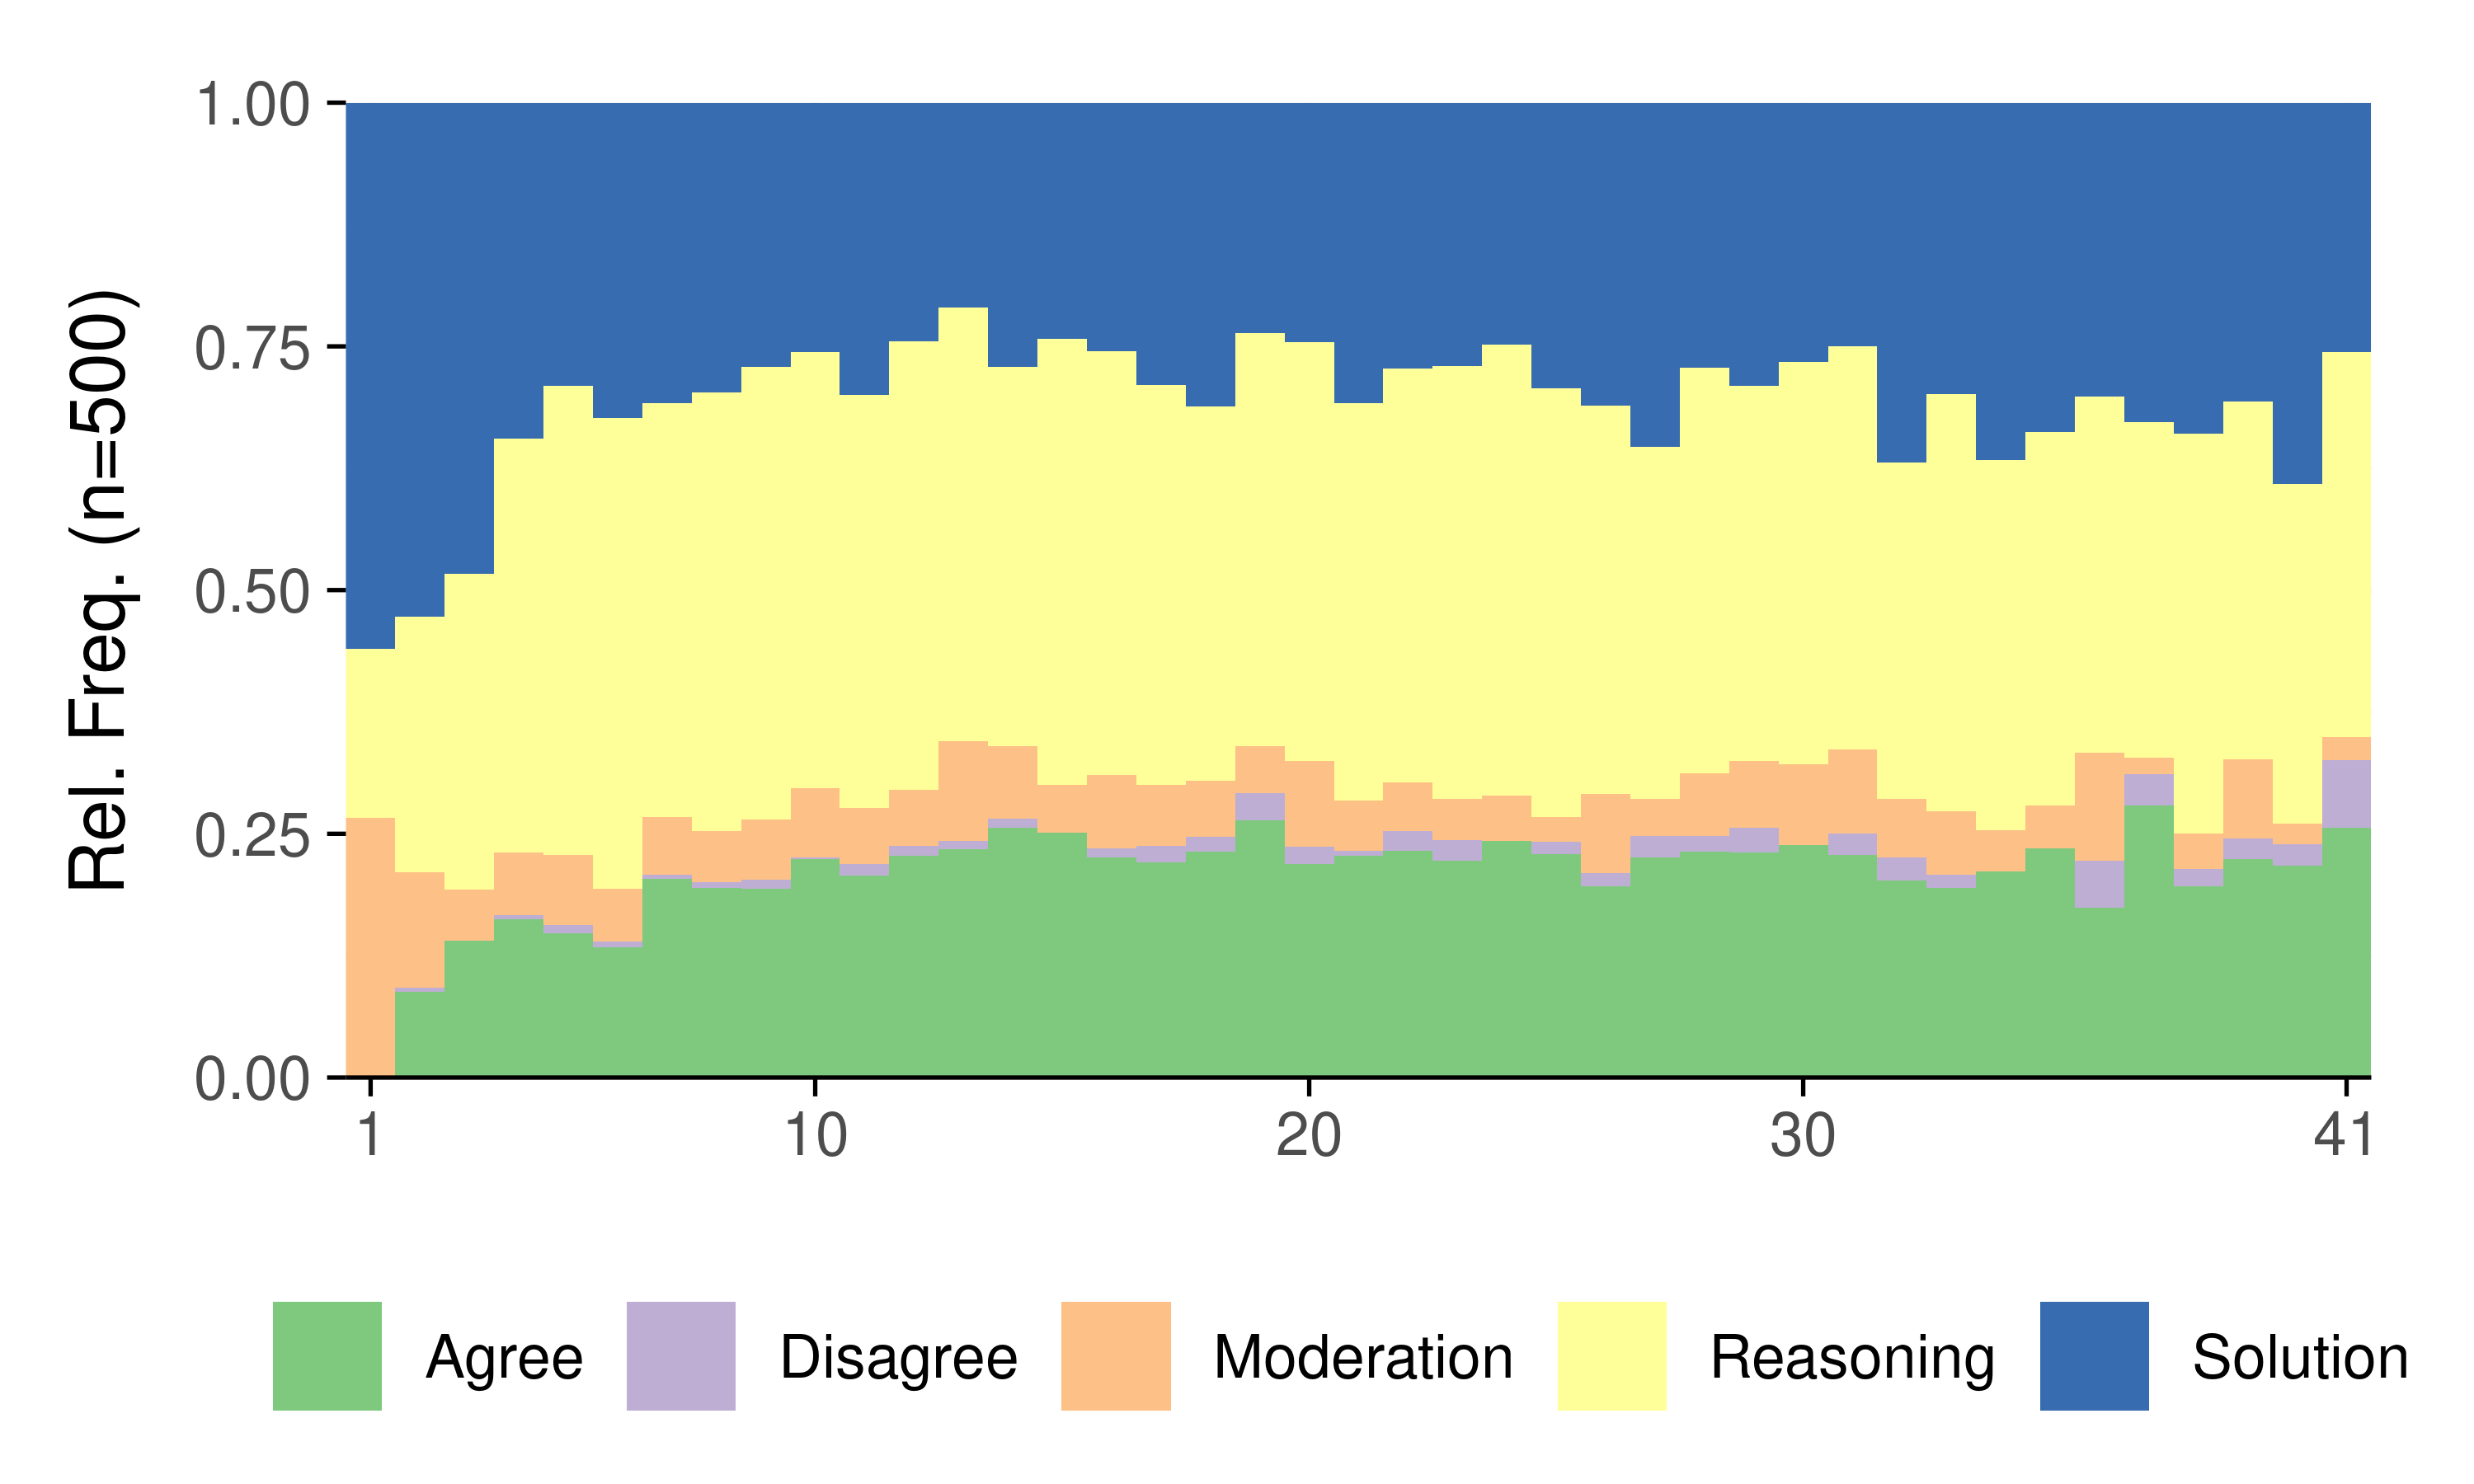 Rel. Freq. (n=500)
1.00
0.75
0.50
0.25
0.00
1 10 20 30 41
Agree Disagree Moderation Reasoning Solution